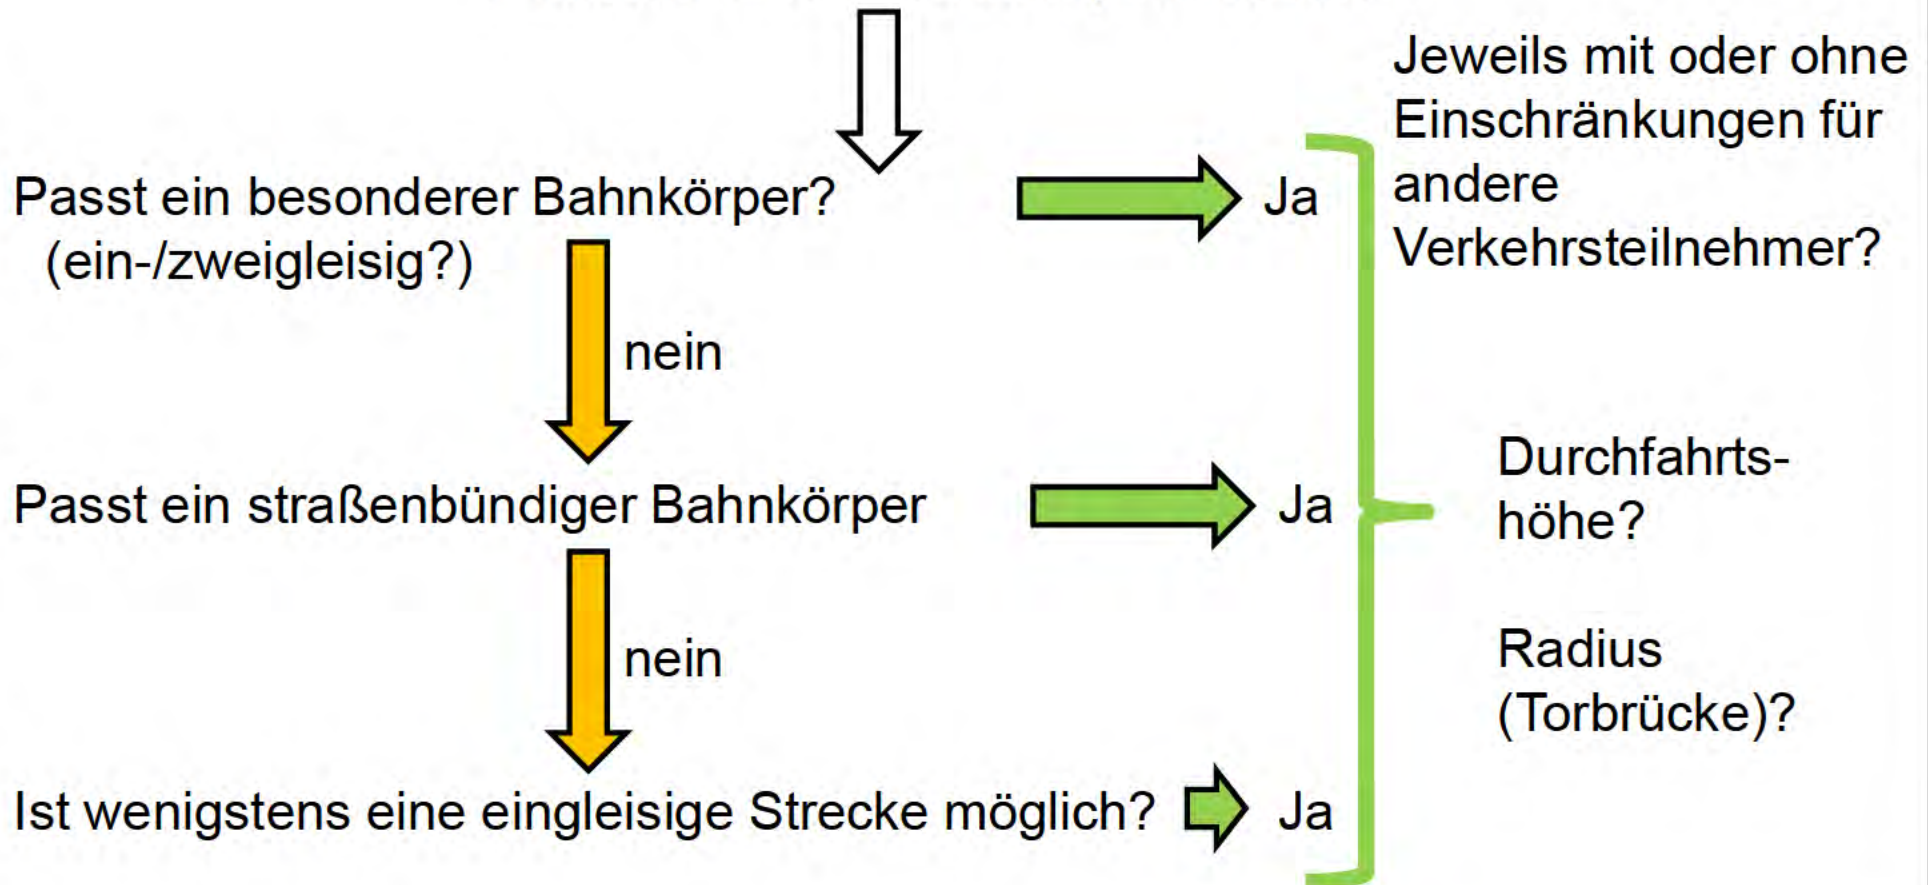 Jeweils mit oder ohne
Einschränkungen für
andere
Verkehrsteilnehmer?
Passt ein besonderer Bahnkörper?
Ja
(ein-/zweigleisig?)
nein
Passt ein straßenbündiger Bahnkörper
Ja
Durchfahrts-
höhe?
nein
Radius
(Torbrücke)?
Ist wenigstens eine eingleisige Strecke möglich?
Ja